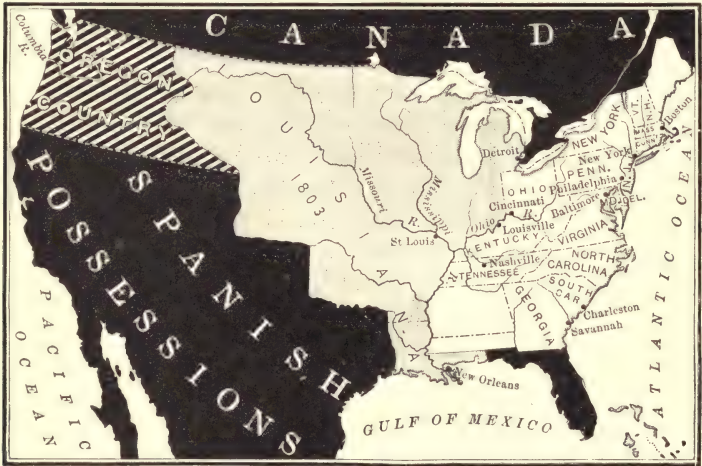 CANADA
Columbia
R.
OREGON
COUNTRY
LOUISIANA
1803
Missouri
R.
Mississippi
St Louis
SPANISH
POSSESSIONS
PACIFIC
OCEAN
Detroit
NEW YORK
VT.
N.H.
MASS
CONN.
Boston
New York
PENN.
Philadelphia
N.J.
OHIO
Cincinnati
Baltimore
MD.
DEL.
Ohio
R.
Louisville
KENTUCKY
VIRGINIA
Nashville
TENNESSEE
NORTH
CAROLINA
SOUTH
CAR.
GEORGIA
Charleston
Savannah
New Orleans
GULF OF MEXICO
ATLANTIC OCEAN